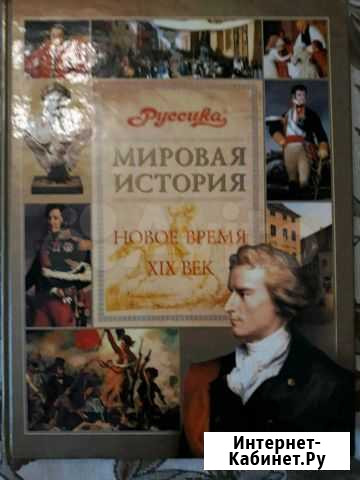 Руссика
МИРОВАЯ
ИСТОРИЯ
НОВОЕ ВРЕМЯ
XIX ВЕК
Интернет-
Кабинет.Ру